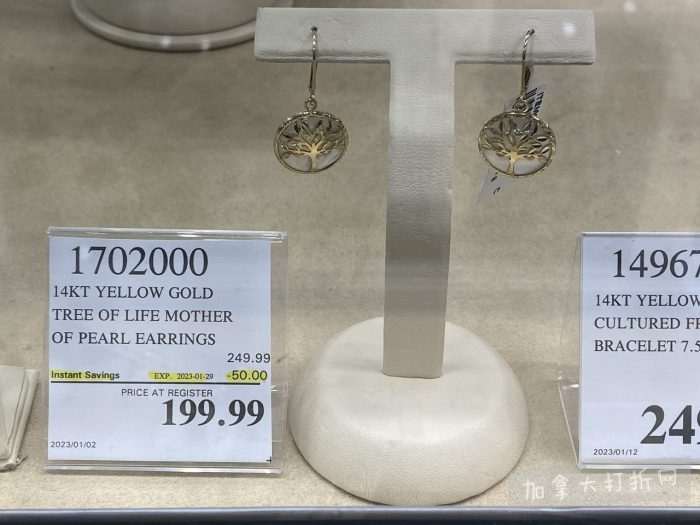 1702000
14KT YELLOW GOLD
TREE OF LIFE MOTHER
OF PEARL EARRINGS
249.99
Instant Savings EXP. 2023-01-29 -50.00
PRICE AT REGISTER
199.99
2023/01/02
14967
14KT YELLOW
CULTURED
BRACELET 7.5
249
2023/01/12
加拿大打折网